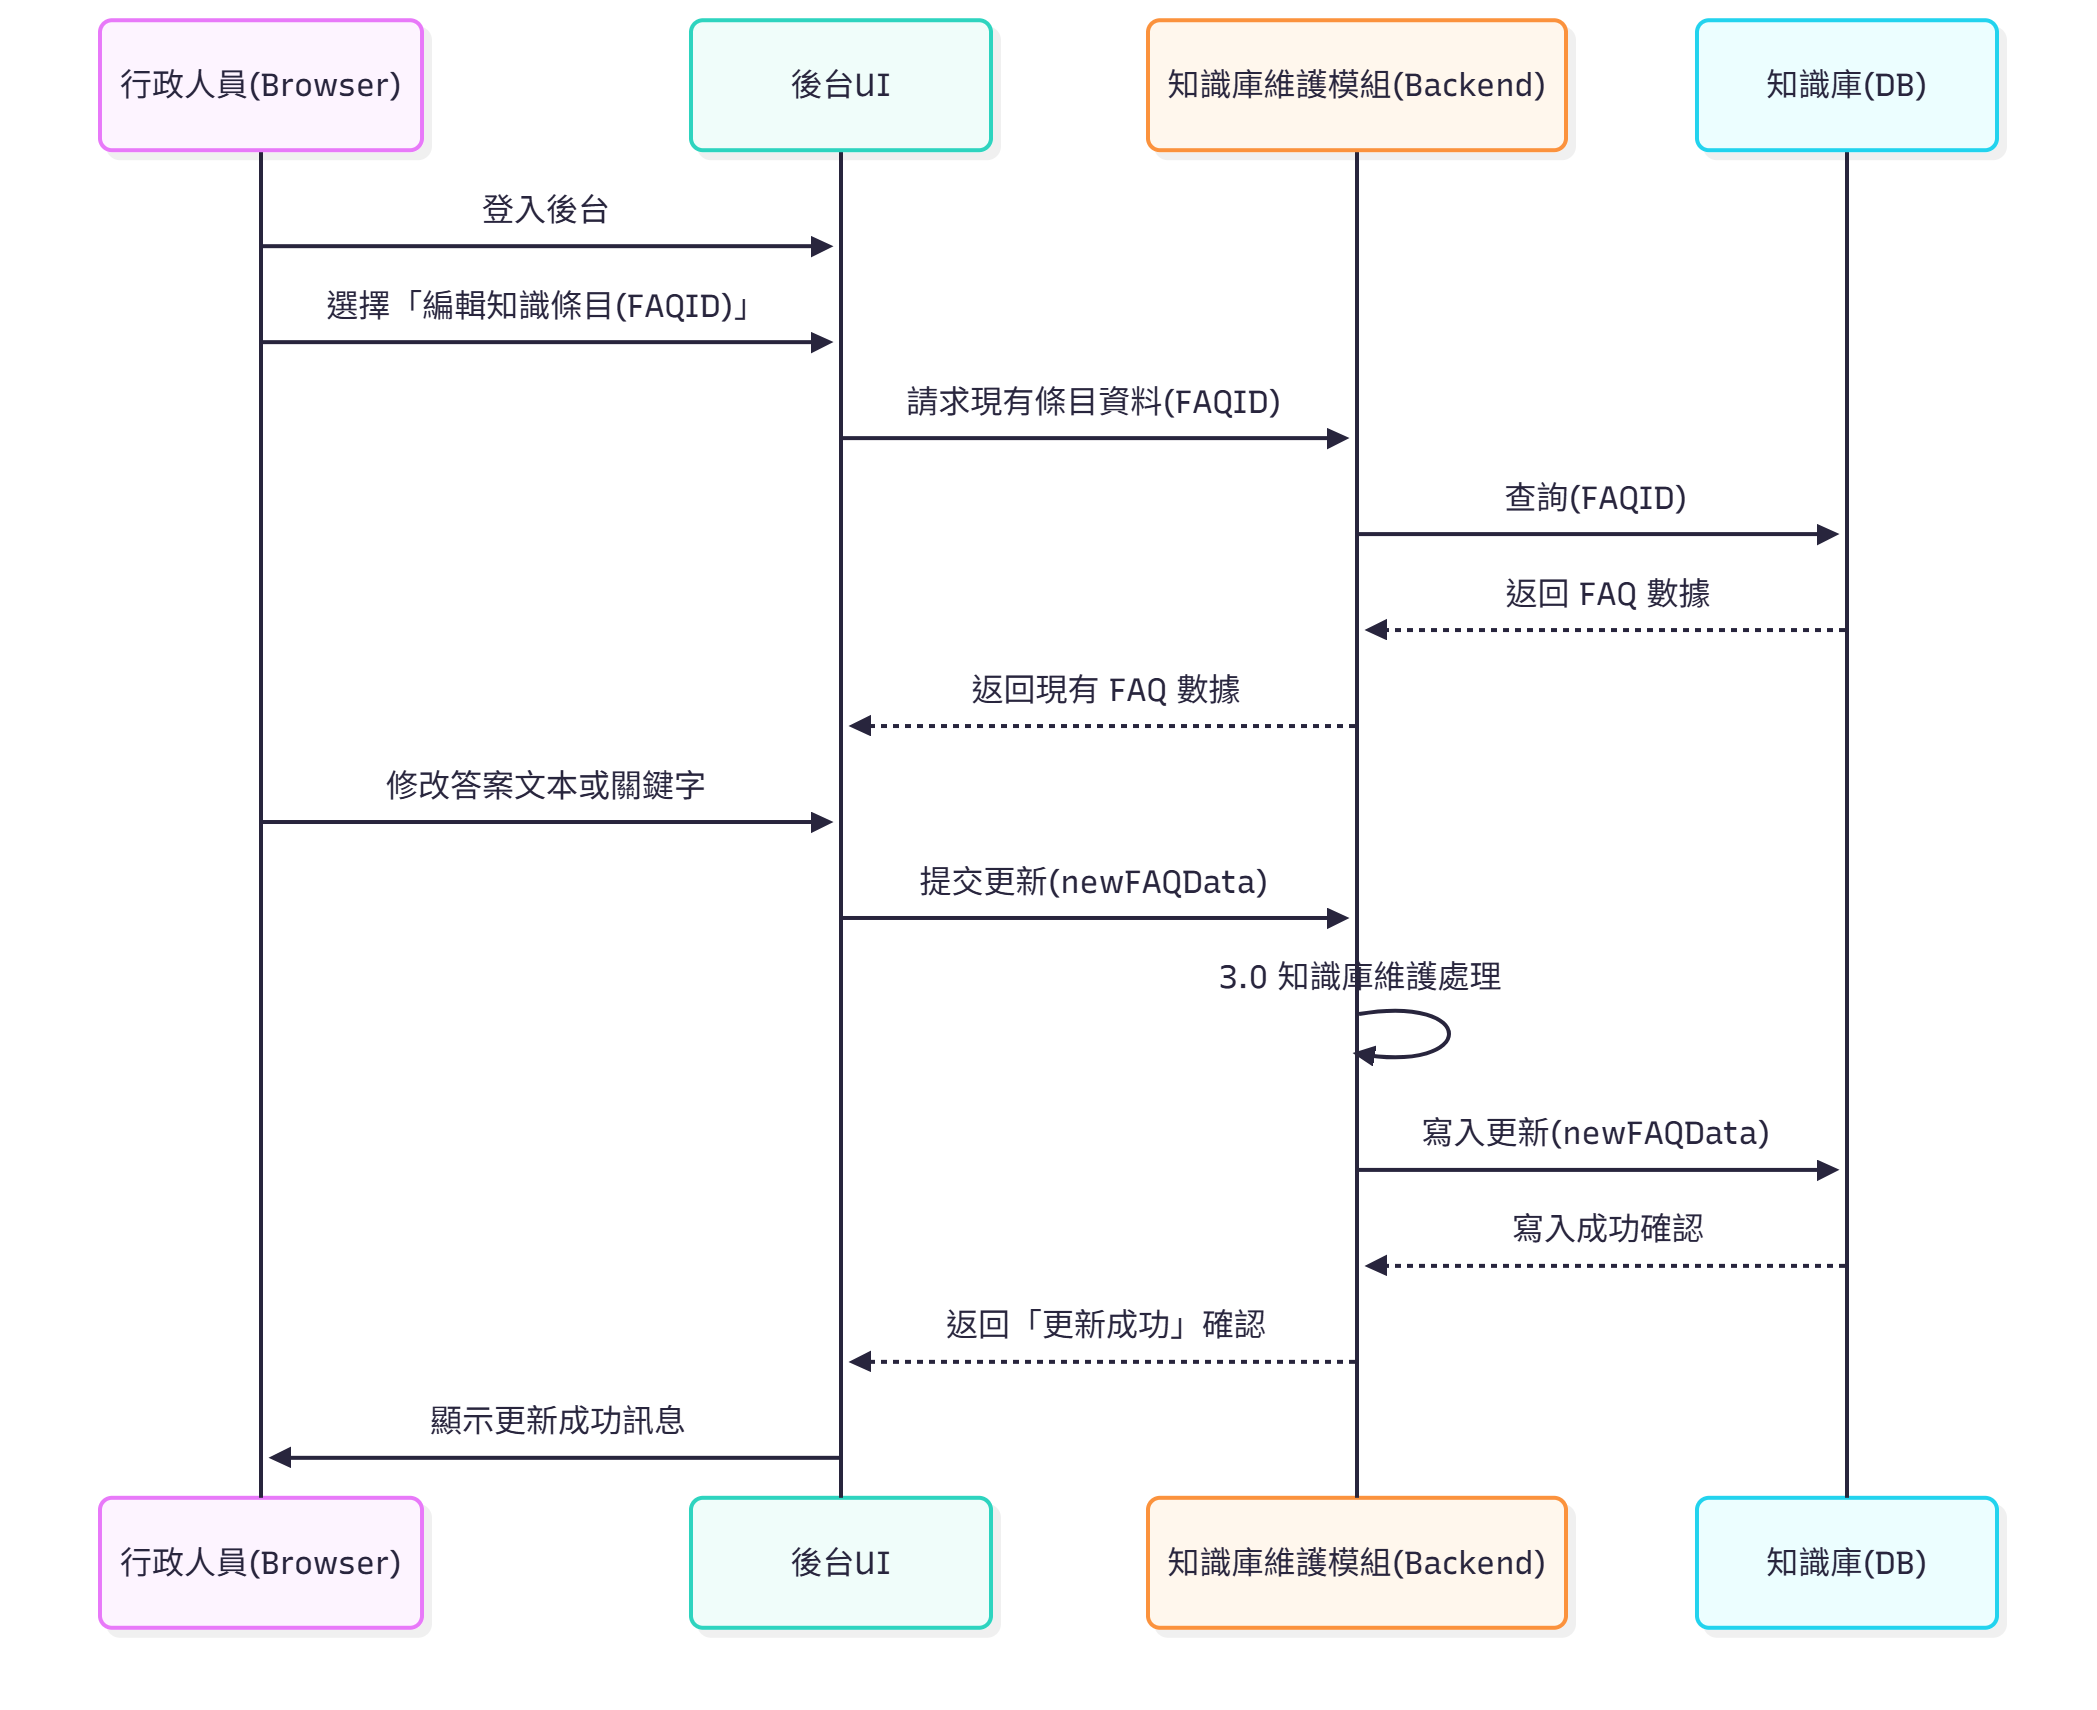 行政人員(Browser)
後台UI
知識庫維護模組(Backend)
知識庫(DB)
登入後台
選擇「編輯知識條目(FAQID)」
請求現有條目資料(FAQID)
查詢(FAQID)
返回 FAQ 數據
返回現有 FAQ 數據
修改答案文本或關鍵字
提交更新(newFAQData)
3.0 知識庫維護處理
寫入更新(newFAQData)
寫入成功確認
返回「更新成功」確認
顯示更新成功訊息
行政人員(Browser)
後台UI
知識庫維護模組(Backend)
知識庫(DB)